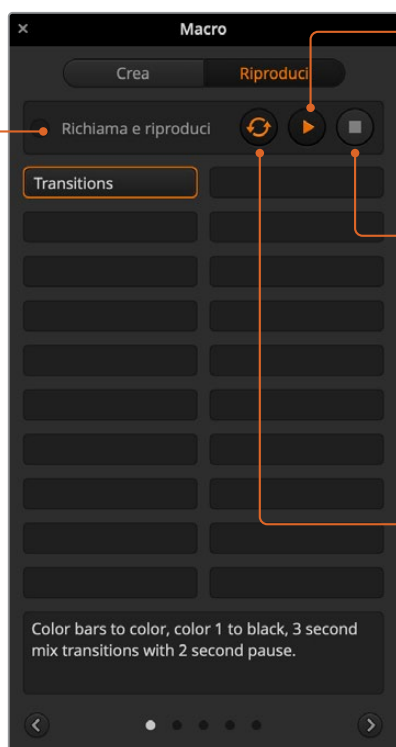 Macro
Crea
Riproduci
Richiama e riproduci
Transitions
Color bars to color, color 1 to black, 3 second
mix transitions with 2 second pause.